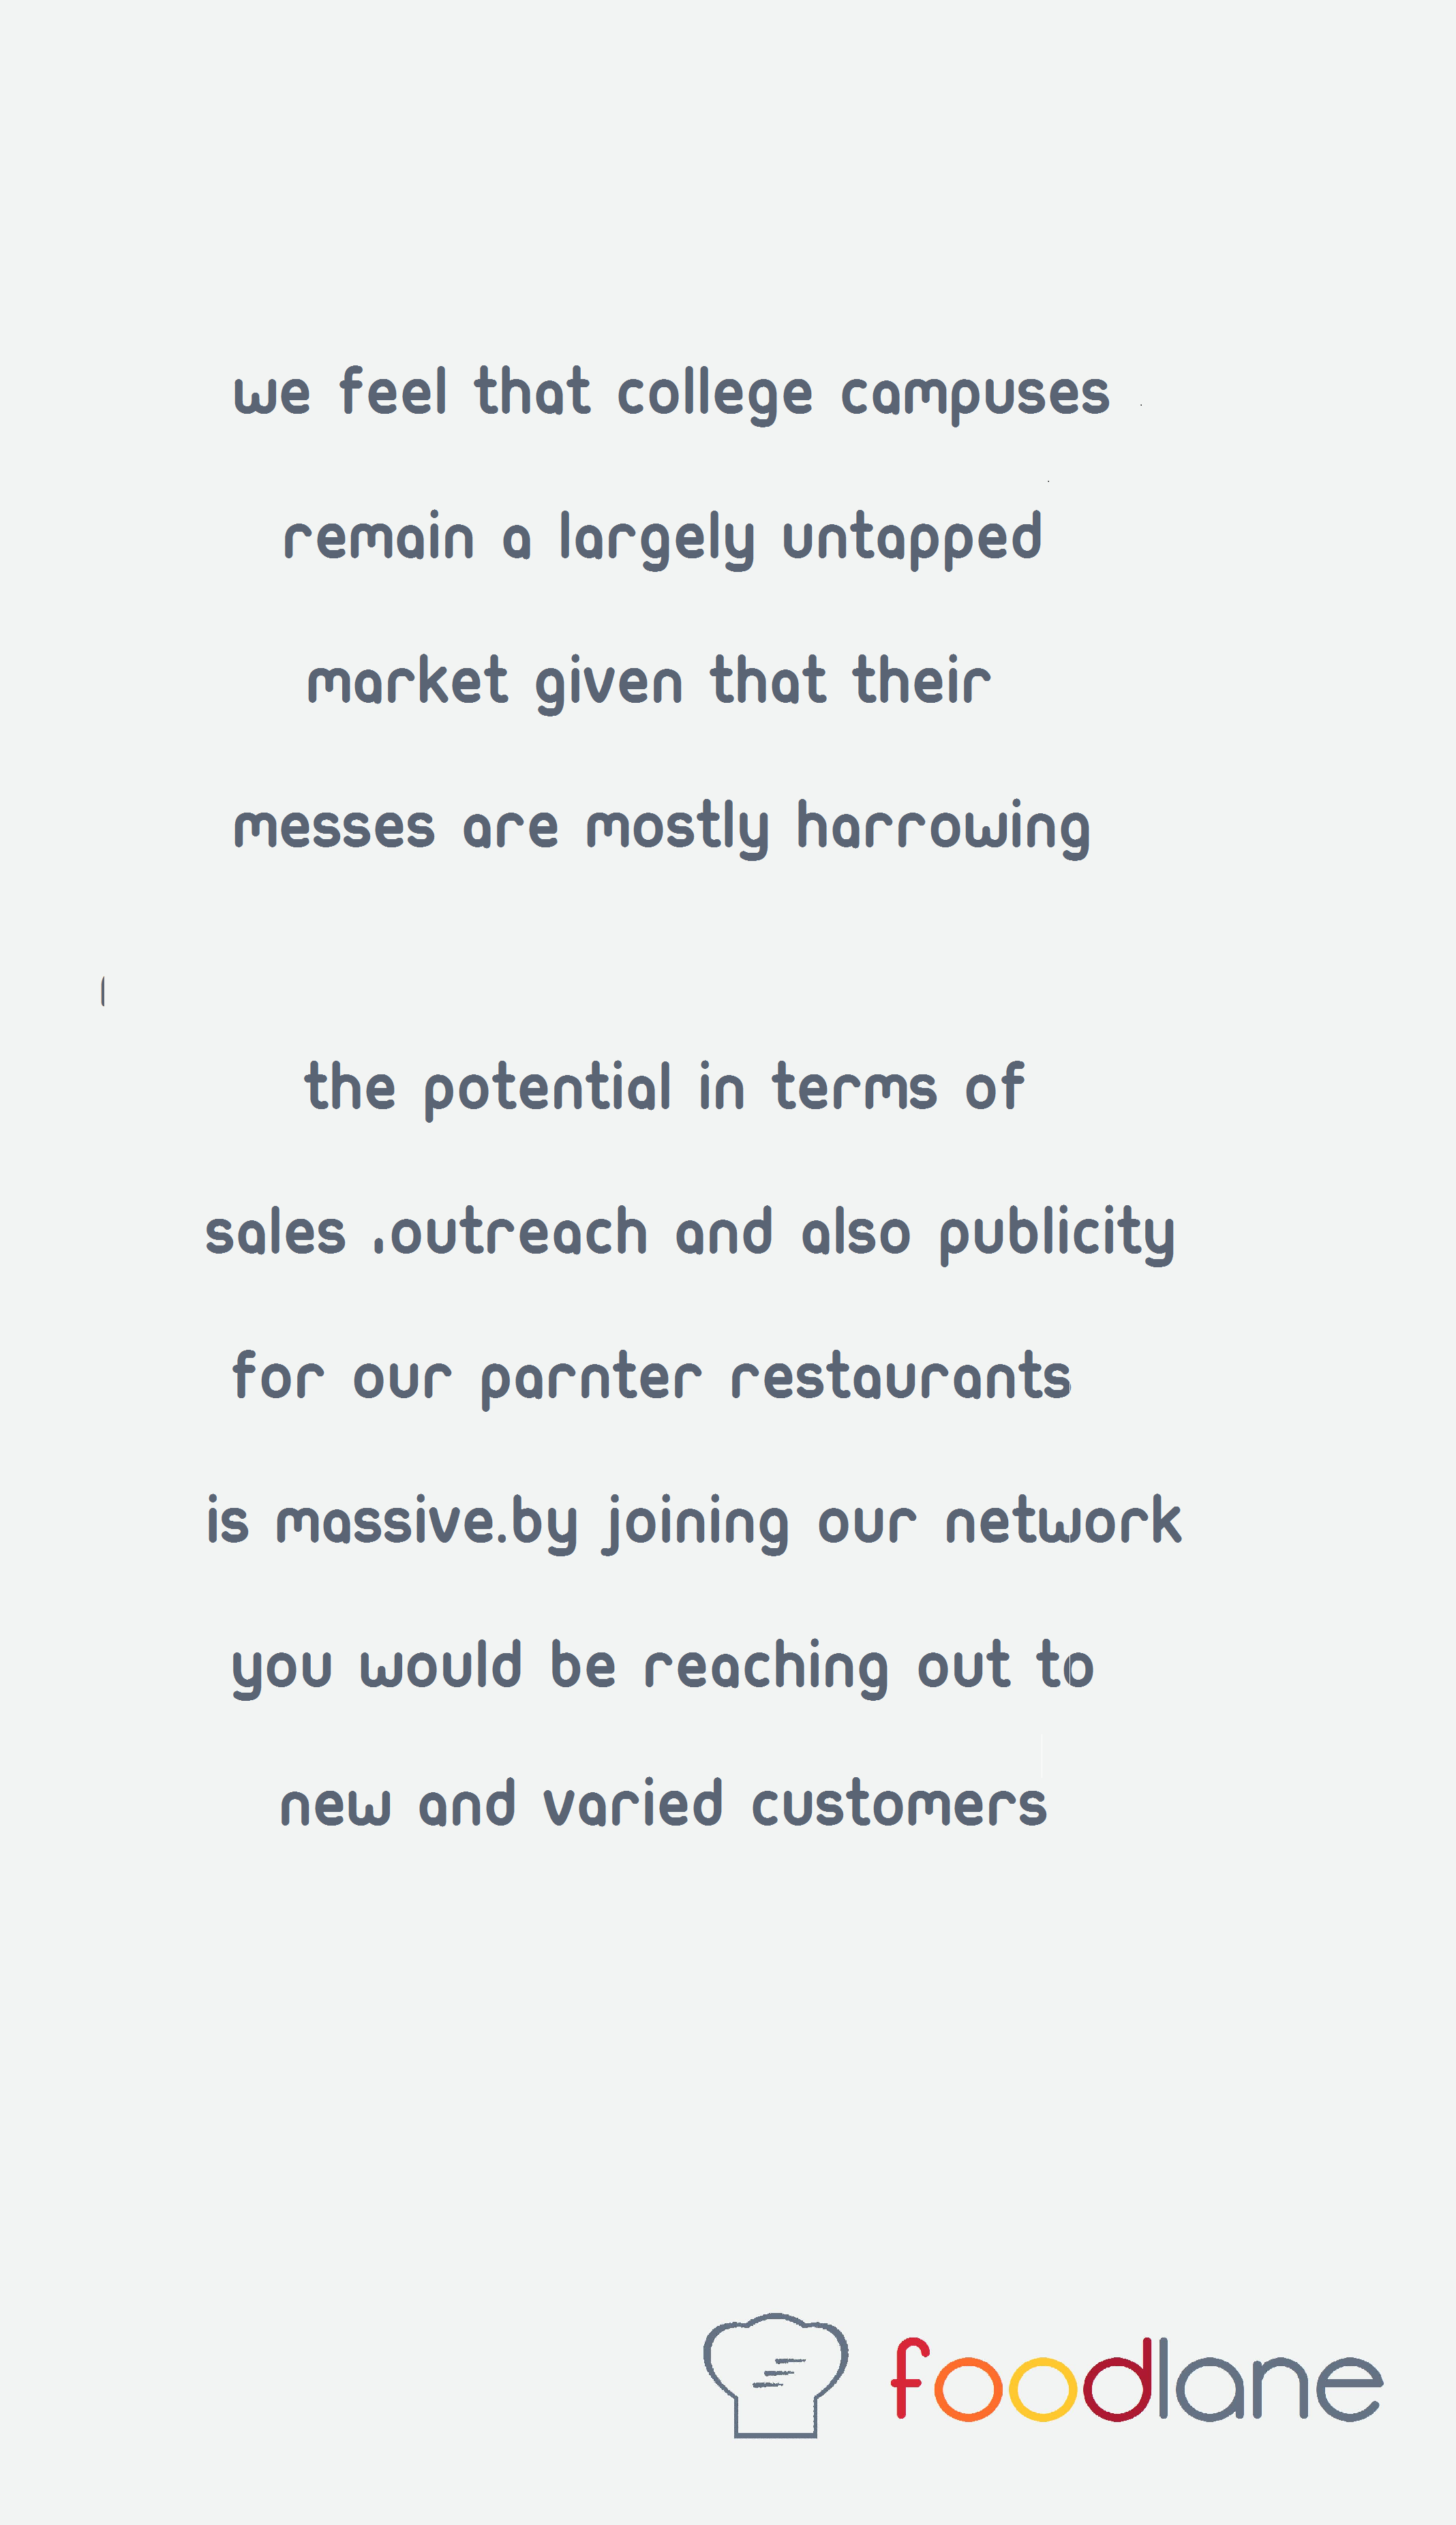 we feel that college campuses
remain a largely untapped
market given that their
messes are mostly harrowing
the potential in terms of
sales ,outreach and also publicity
for our parnter restaurants
is massive.by joining our network
you would be reaching out to
new and varied customers
foodlane